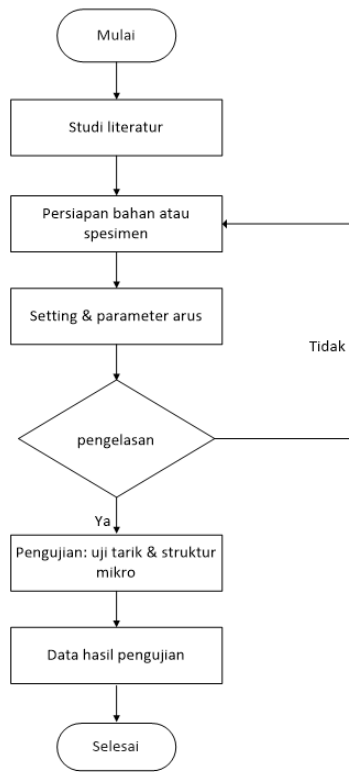 Mulai
Studi literatur
Persiapan bahan atau
spesimen
Setting & parameter arus
Tidak
pengelasan
Ya
Pengujian: uji tarik & struktur
mikro
Data hasil pengujian
Selesai